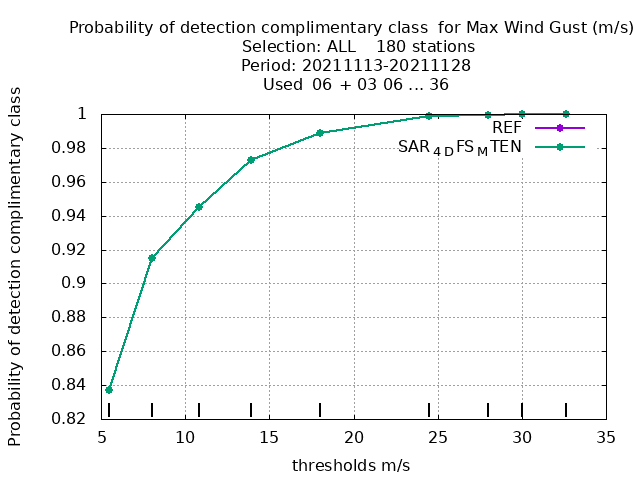 Probability of detection complimentary class  for Max Wind Gust (m/s)
Selection: ALL    180 stations
Period: 20211113-20211128
Used  06 + 03 06 ... 36
Probability of detection complimentary class
1
0.98
0.96
0.94
0.92
0.9
0.88
0.86
0.84
0.82
REF
SAR4DFSMTEN
5 10 15 20 25 30 35
thresholds m/s